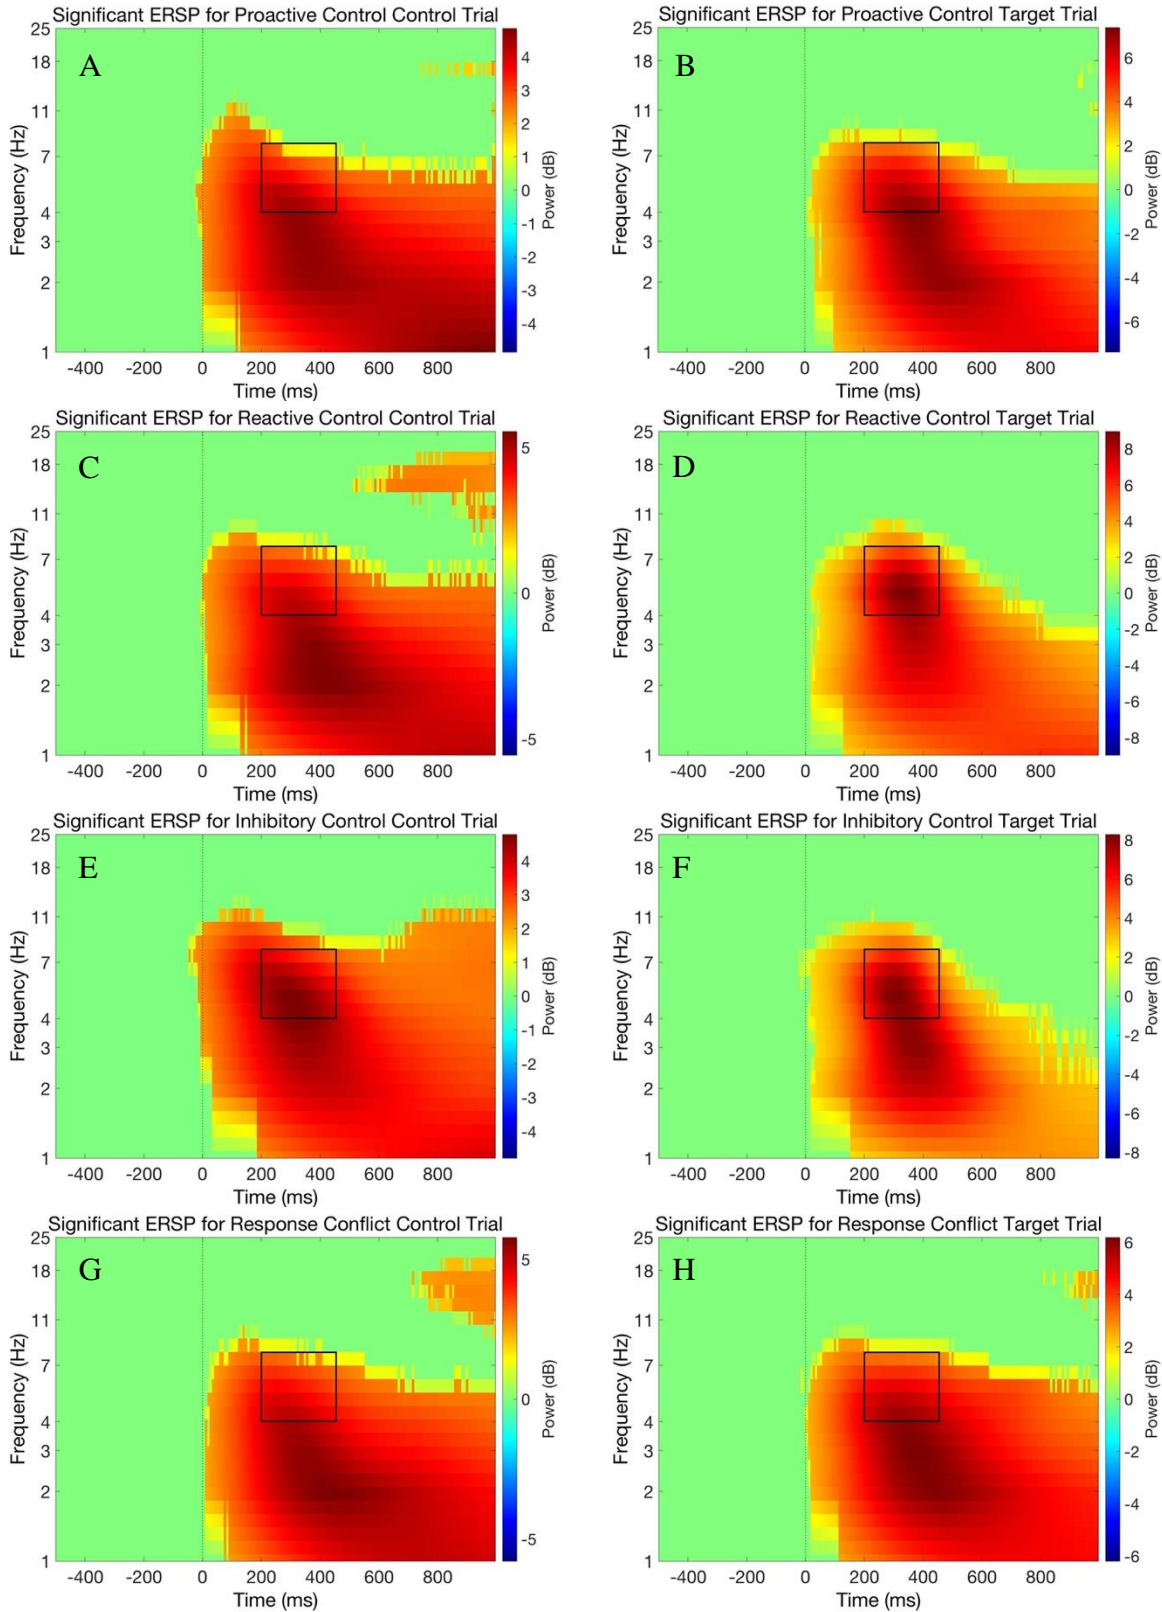 Significant ERSP for Proactive Control Control Trial
A
25
18
11
7
4
3
2
1
Frequency (Hz)
-400 -200 0 200 400 600 800
Time (ms)
4
3
2
1
0
-1
-2
-3
-4
Power (dB)
Significant ERSP for Proactive Control Target Trial
B
25
18
11
7
4
3
2
1
Frequency (Hz)
-400 -200 0 200 400 600 800
Time (ms)
6
4
2
0
-2
-4
-6
Power (dB)
Significant ERSP for Reactive Control Control Trial
C
25
18
11
7
4
3
2
1
Frequency (Hz)
-400 -200 0 200 400 600 800
Time (ms)
5
0
-5
Power (dB)
Significant ERSP for Reactive Control Target Trial
D
25
18
11
7
4
3
2
1
Frequency (Hz)
-400 -200 0 200 400 600 800
Time (ms)
8
6
4
2
0
-2
-4
-6
-8
Power (dB)
Significant ERSP for Inhibitory Control Control Trial
E
25
18
11
7
4
3
2
1
Frequency (Hz)
-400 -200 0 200 400 600 800
Time (ms)
4
3
2
1
0
-1
-2
-3
-4
Power (dB)
Significant ERSP for Inhibitory Control Target Trial
F
25
18
11
7
4
3
2
1
Frequency (Hz)
-400 -200 0 200 400 600 800
Time (ms)
8
6
4
2
0
-2
-4
-6
-8
Power (dB)
Significant ERSP for Response Conflict Control Trial
G
25
18
11
7
4
3
2
1
Frequency (Hz)
-400 -200 0 200 400 600 800
Time (ms)
5
0
-5
Power (dB)
Significant ERSP for Response Conflict Target Trial
H
25
18
11
7
4
3
2
1
Frequency (Hz)
-400 -200 0 200 400 600 800
Time (ms)
6
4
2
0
-2
-4
-6
Power (dB)